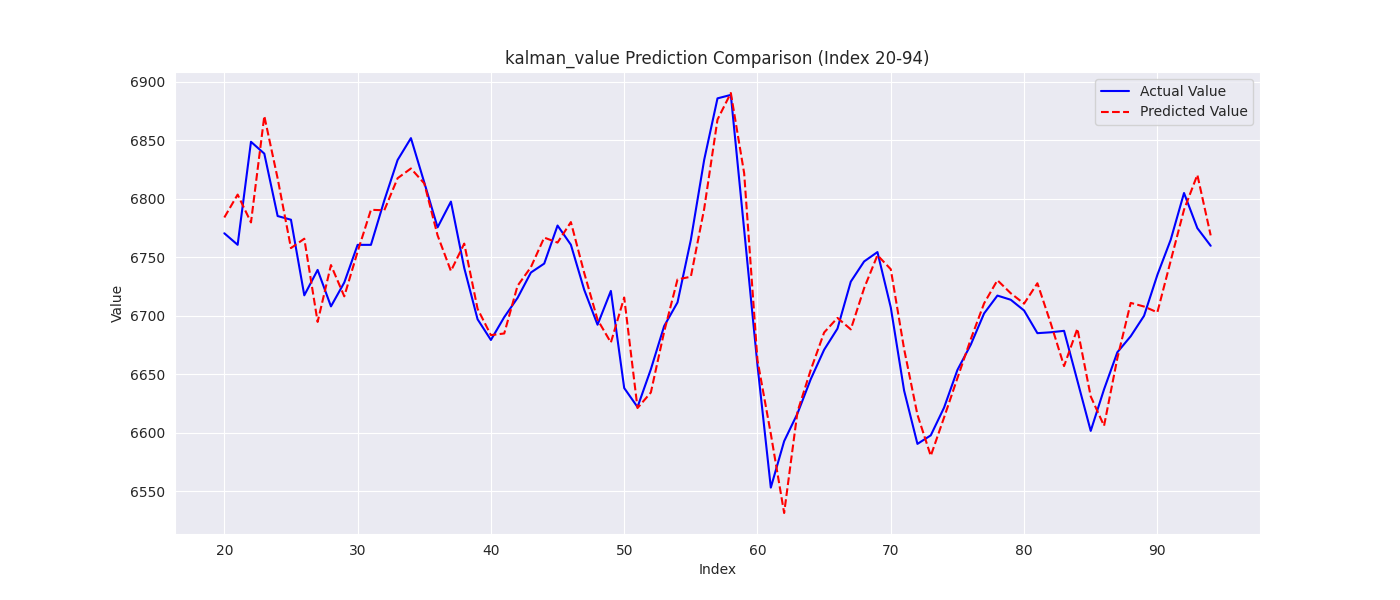 kalman_value Prediction Comparison (Index 20-94)
Actual Value
Predicted Value
6900
6850
6800
6750
6700
6650
6600
6550
Value
20 30 40 50 60 70 80 90
Index